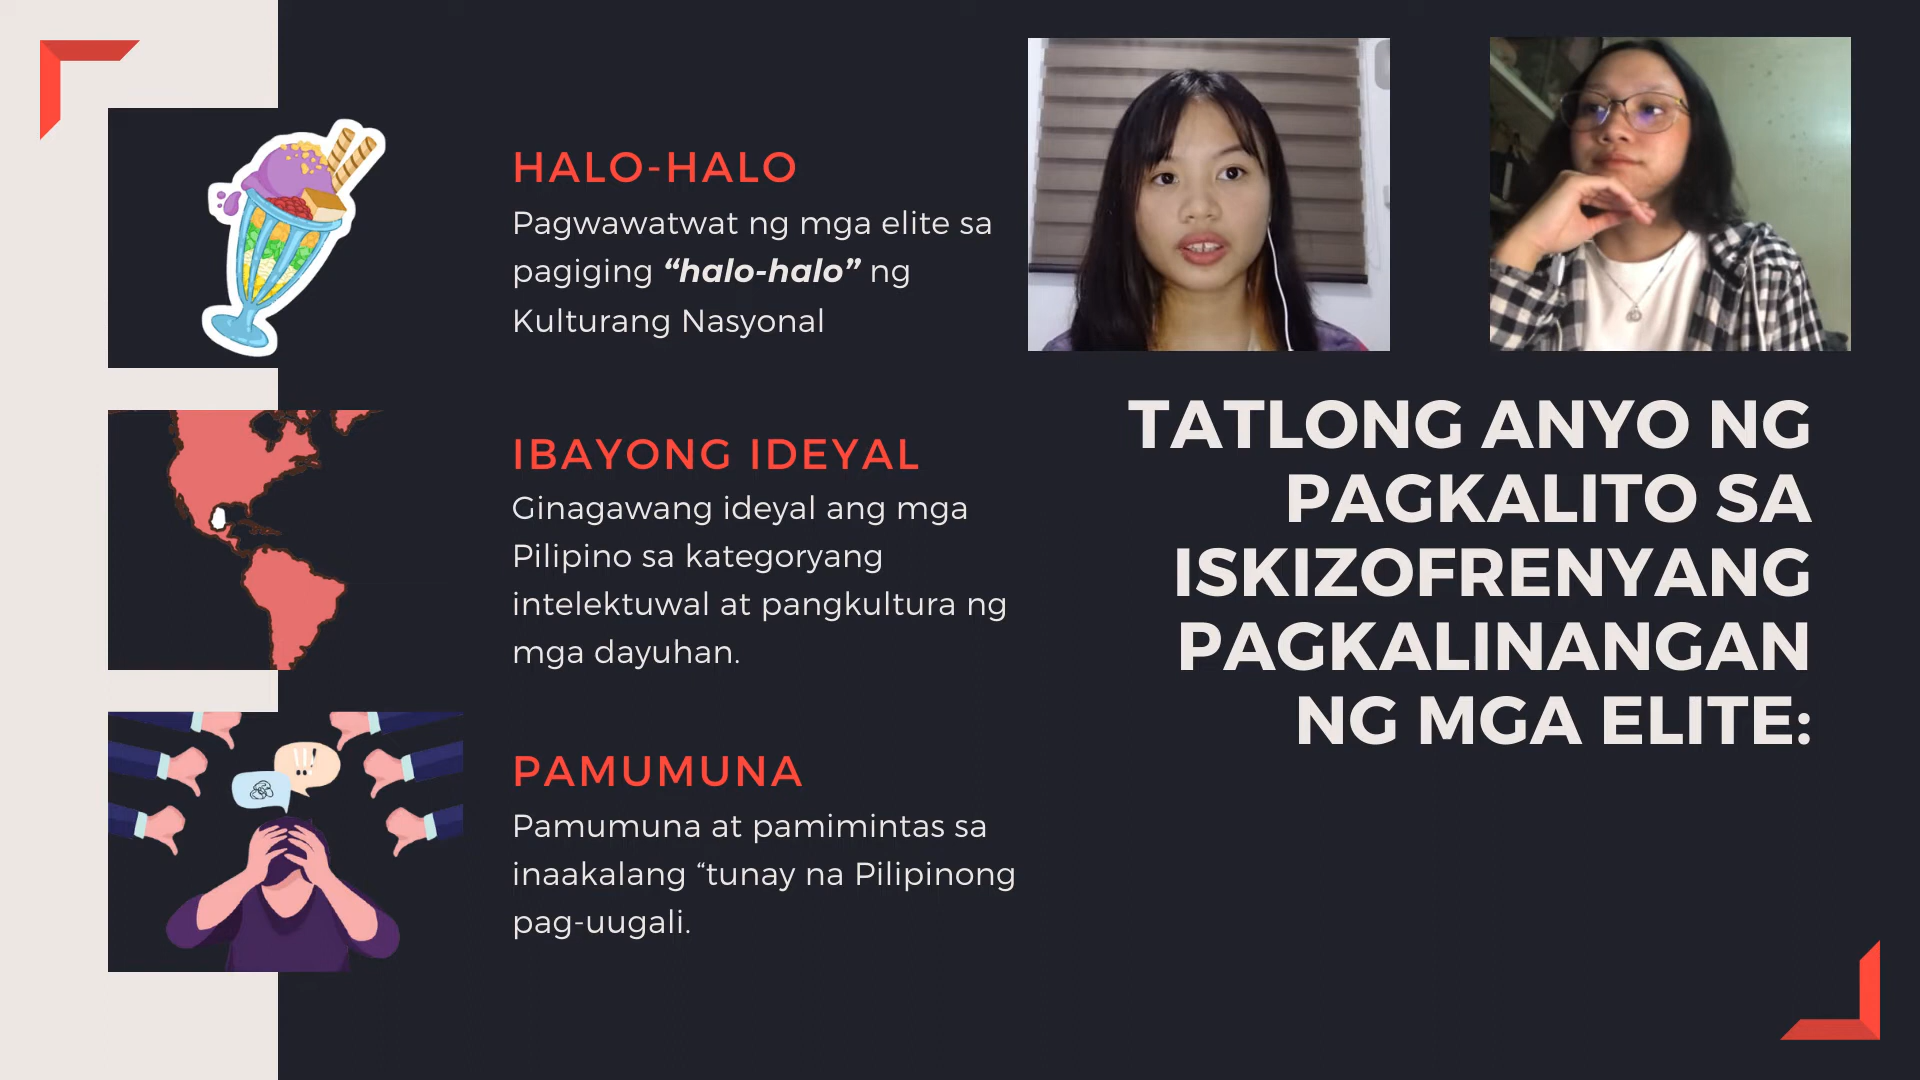 HALO-HALO
Pagwawatwat ng mga elite sa
pagiging “halo-halo” ng
Kulturang Nasyonal
IBAYONG IDEYAL
Ginagawang ideyal ang mga
Pilipino sa kategoryang
intelektuwal at pangkultura ng
mga dayuhan.
PAMUMUNA
Pamumuna at pamimintas sa
inaakalang “tunay na Pilipinong
pag-uugali.
TATLONG ANYO NG
PAGKALITO SA
ISKIZOFRENYANG
PAGKALINANGAN
NG MGA ELITE: